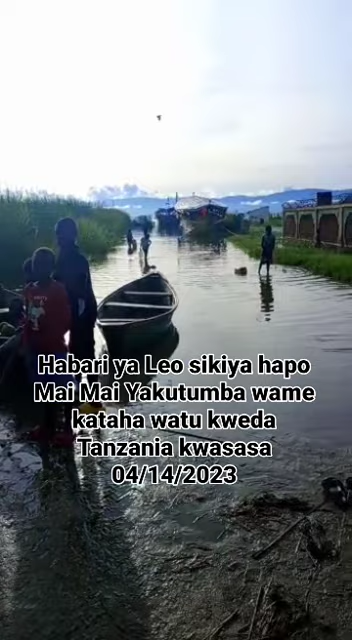 Habari ya Leo sikiya hapo
Mai Mai Yakutumba wame
kataha watu kweda
Tanzania kwasasa
04/14/2023